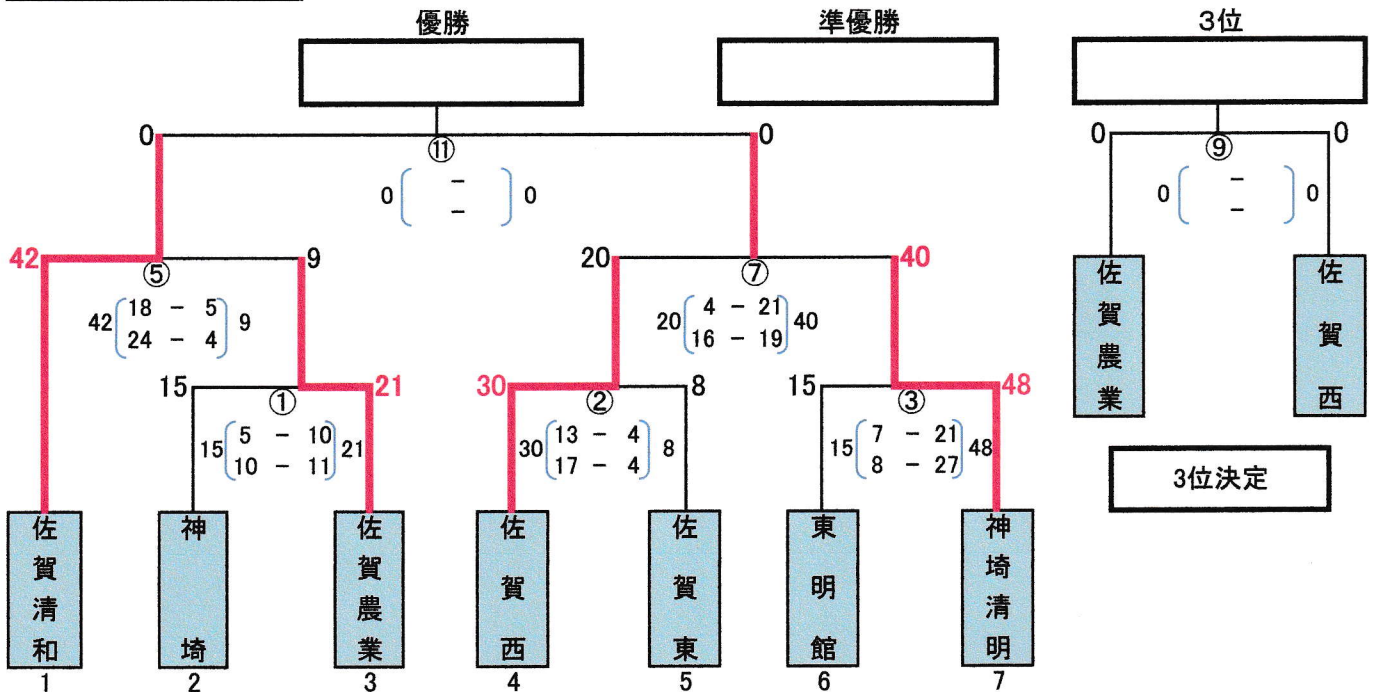 優勝
準優勝
3位
0
0
⑪
0 - 0
-
0
0
⑨
0 - 0
-
42
9
⑤
42 18 - 5 9
24 - 4
20
40
⑦
20 4 - 21 40
16 - 19
15
21
①
15 5 - 10 21
10 - 11
30
8
②
30 13 - 4 8
17 - 4
15
48
③
15 7 - 21 48
8 - 27
佐賀農業
佐賀西
3位決定
佐賀清和
神埼
佐賀農業
佐賀西
佐賀東
東明館
神埼清明
1
2
3
4
5
6
7